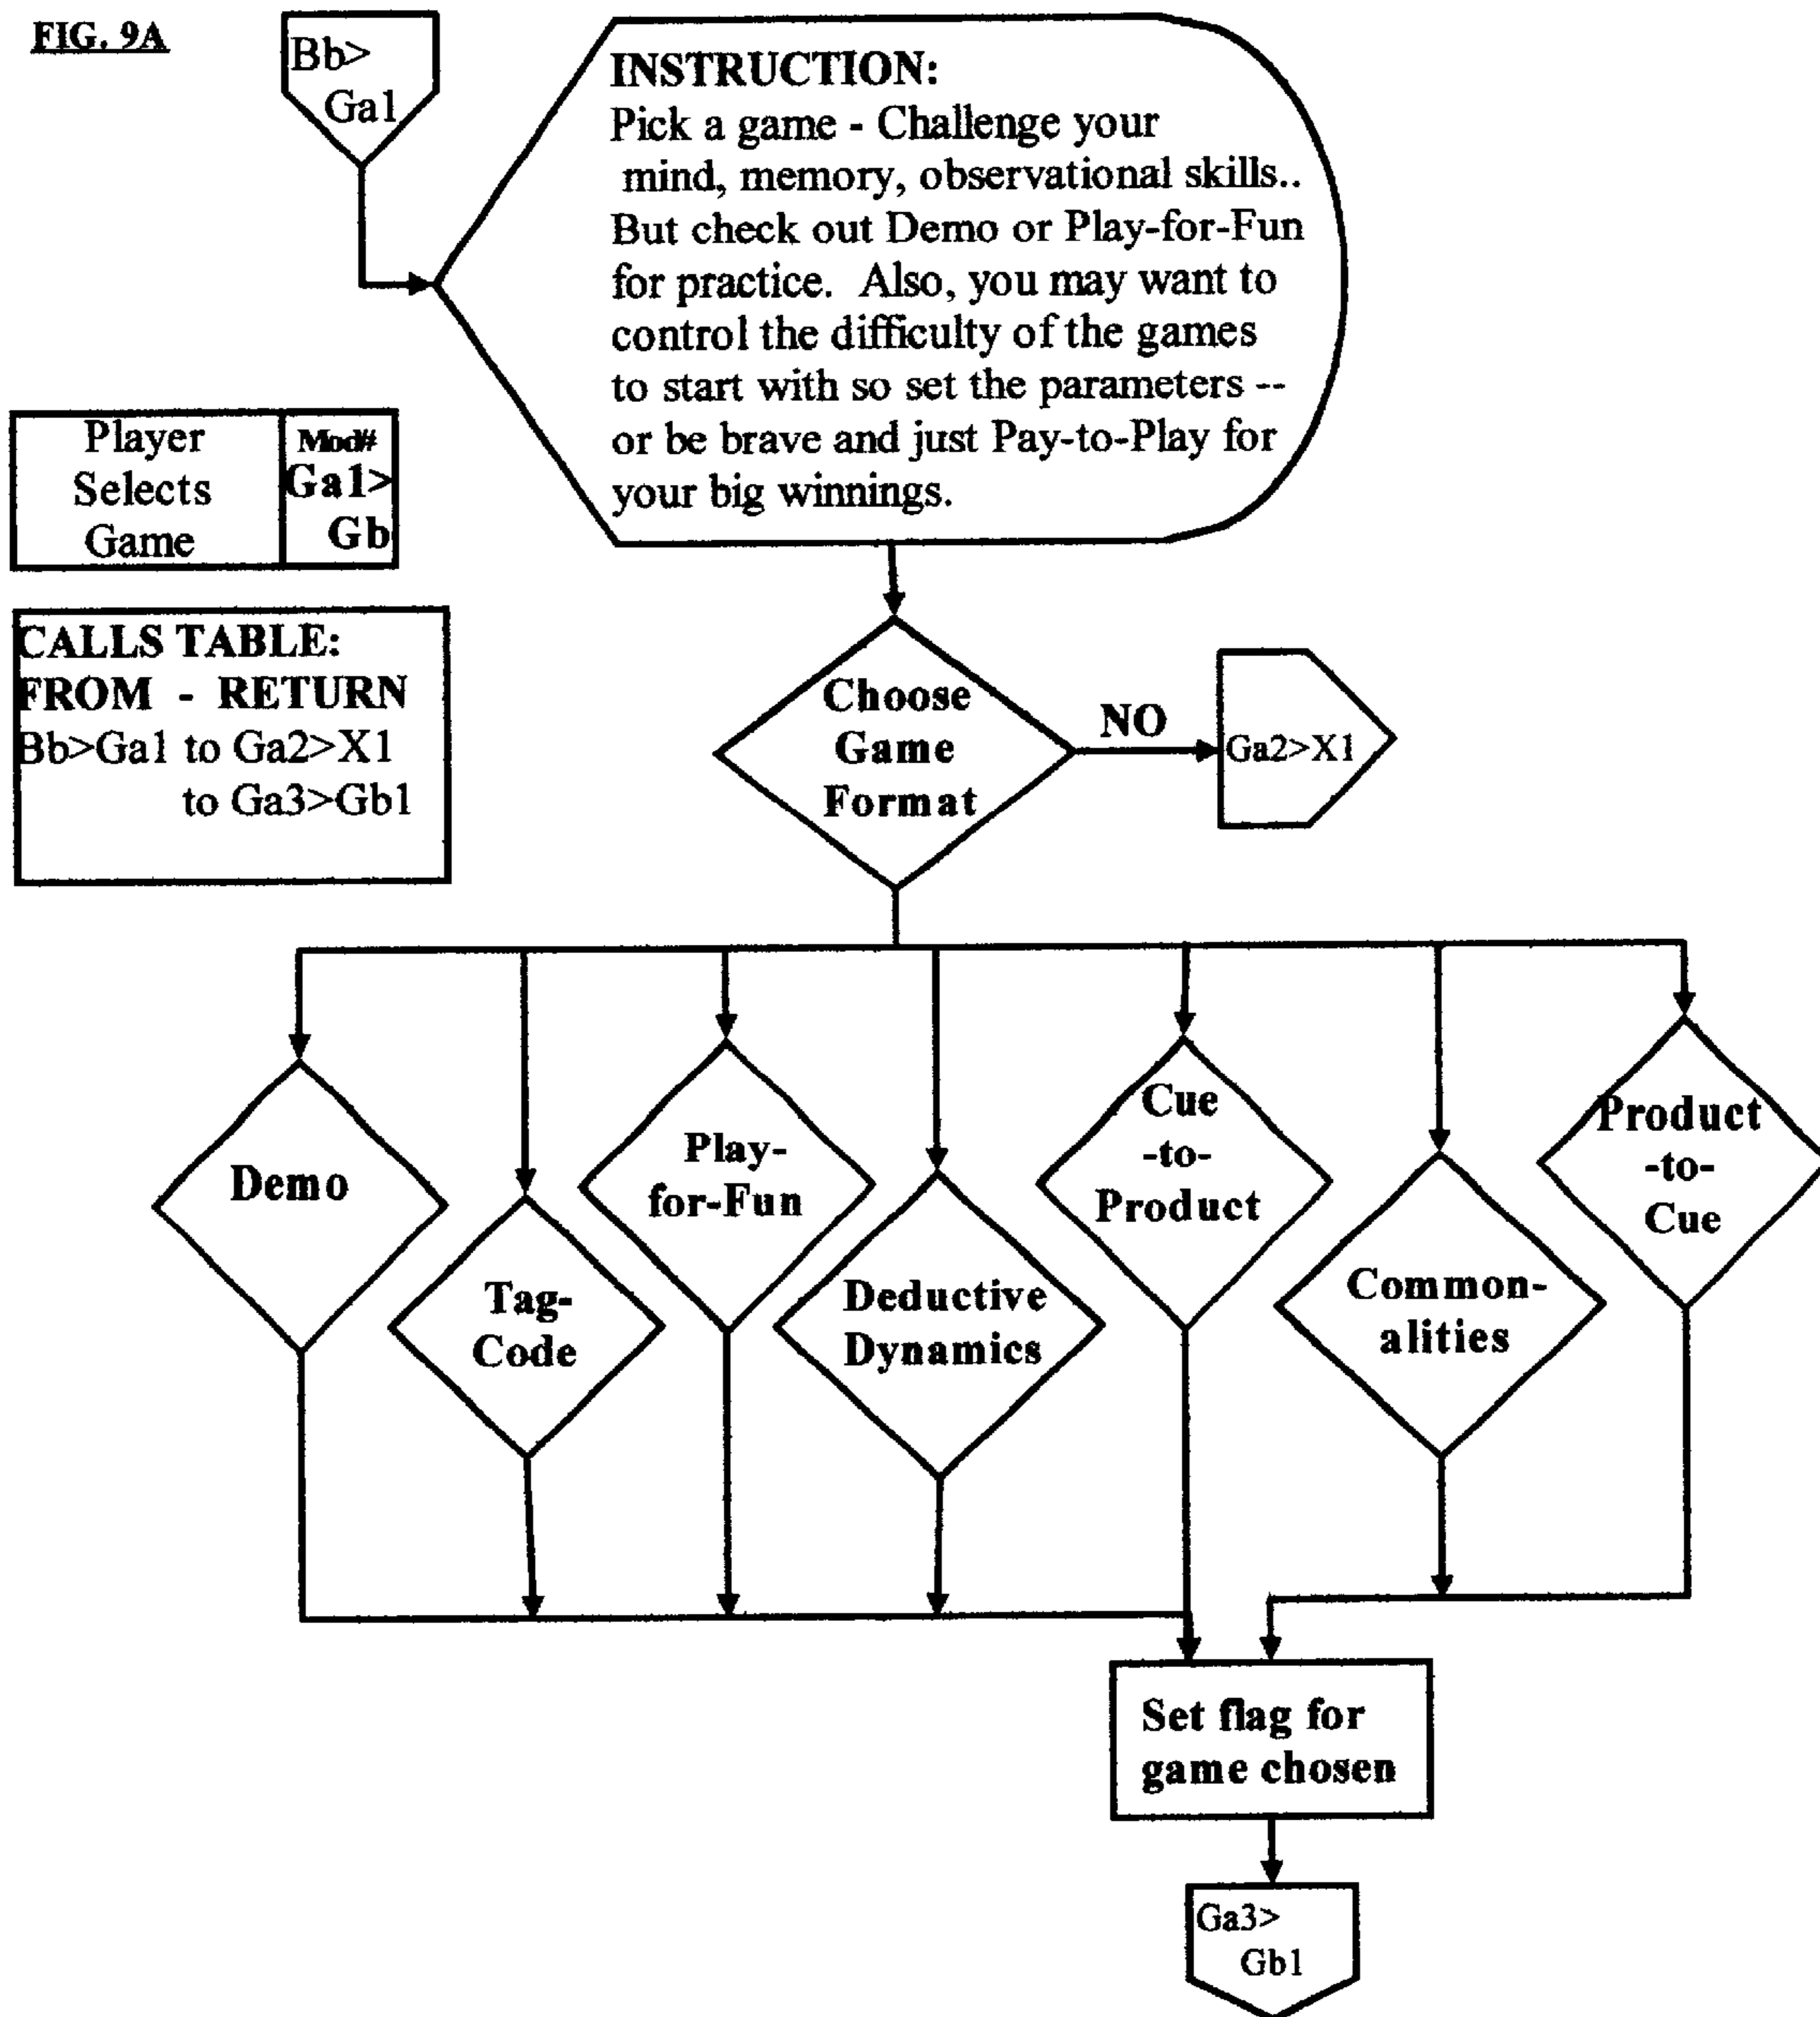 FIG. 9A
Bb>
Ga1
INSTRUCTION:
Pick a game - Challenge your
mind, memory, observational skills..
But check out Demo or Play-for-Fun
for practice. Also, you may want to
control the difficulty of the games
to start with so set the parameters --
or be brave and just Pay-to-Play for
your big winnings.
Player
Selects
Game
Mod#
Ga1>
Gb
CALLS TABLE:
FROM - RETURN
Bb>Ga1 to Ga2>X1
to Ga3>Gb1
Choose
Game
Format
NO
Ga2>X1
Demo
Tag-
Code
Play-
for-Fun
Deductive
Dynamics
Cue
-to-
Product
Common-
alities
Product
-to-
Cue
Set flag for
game chosen
Ga3>
Gb1